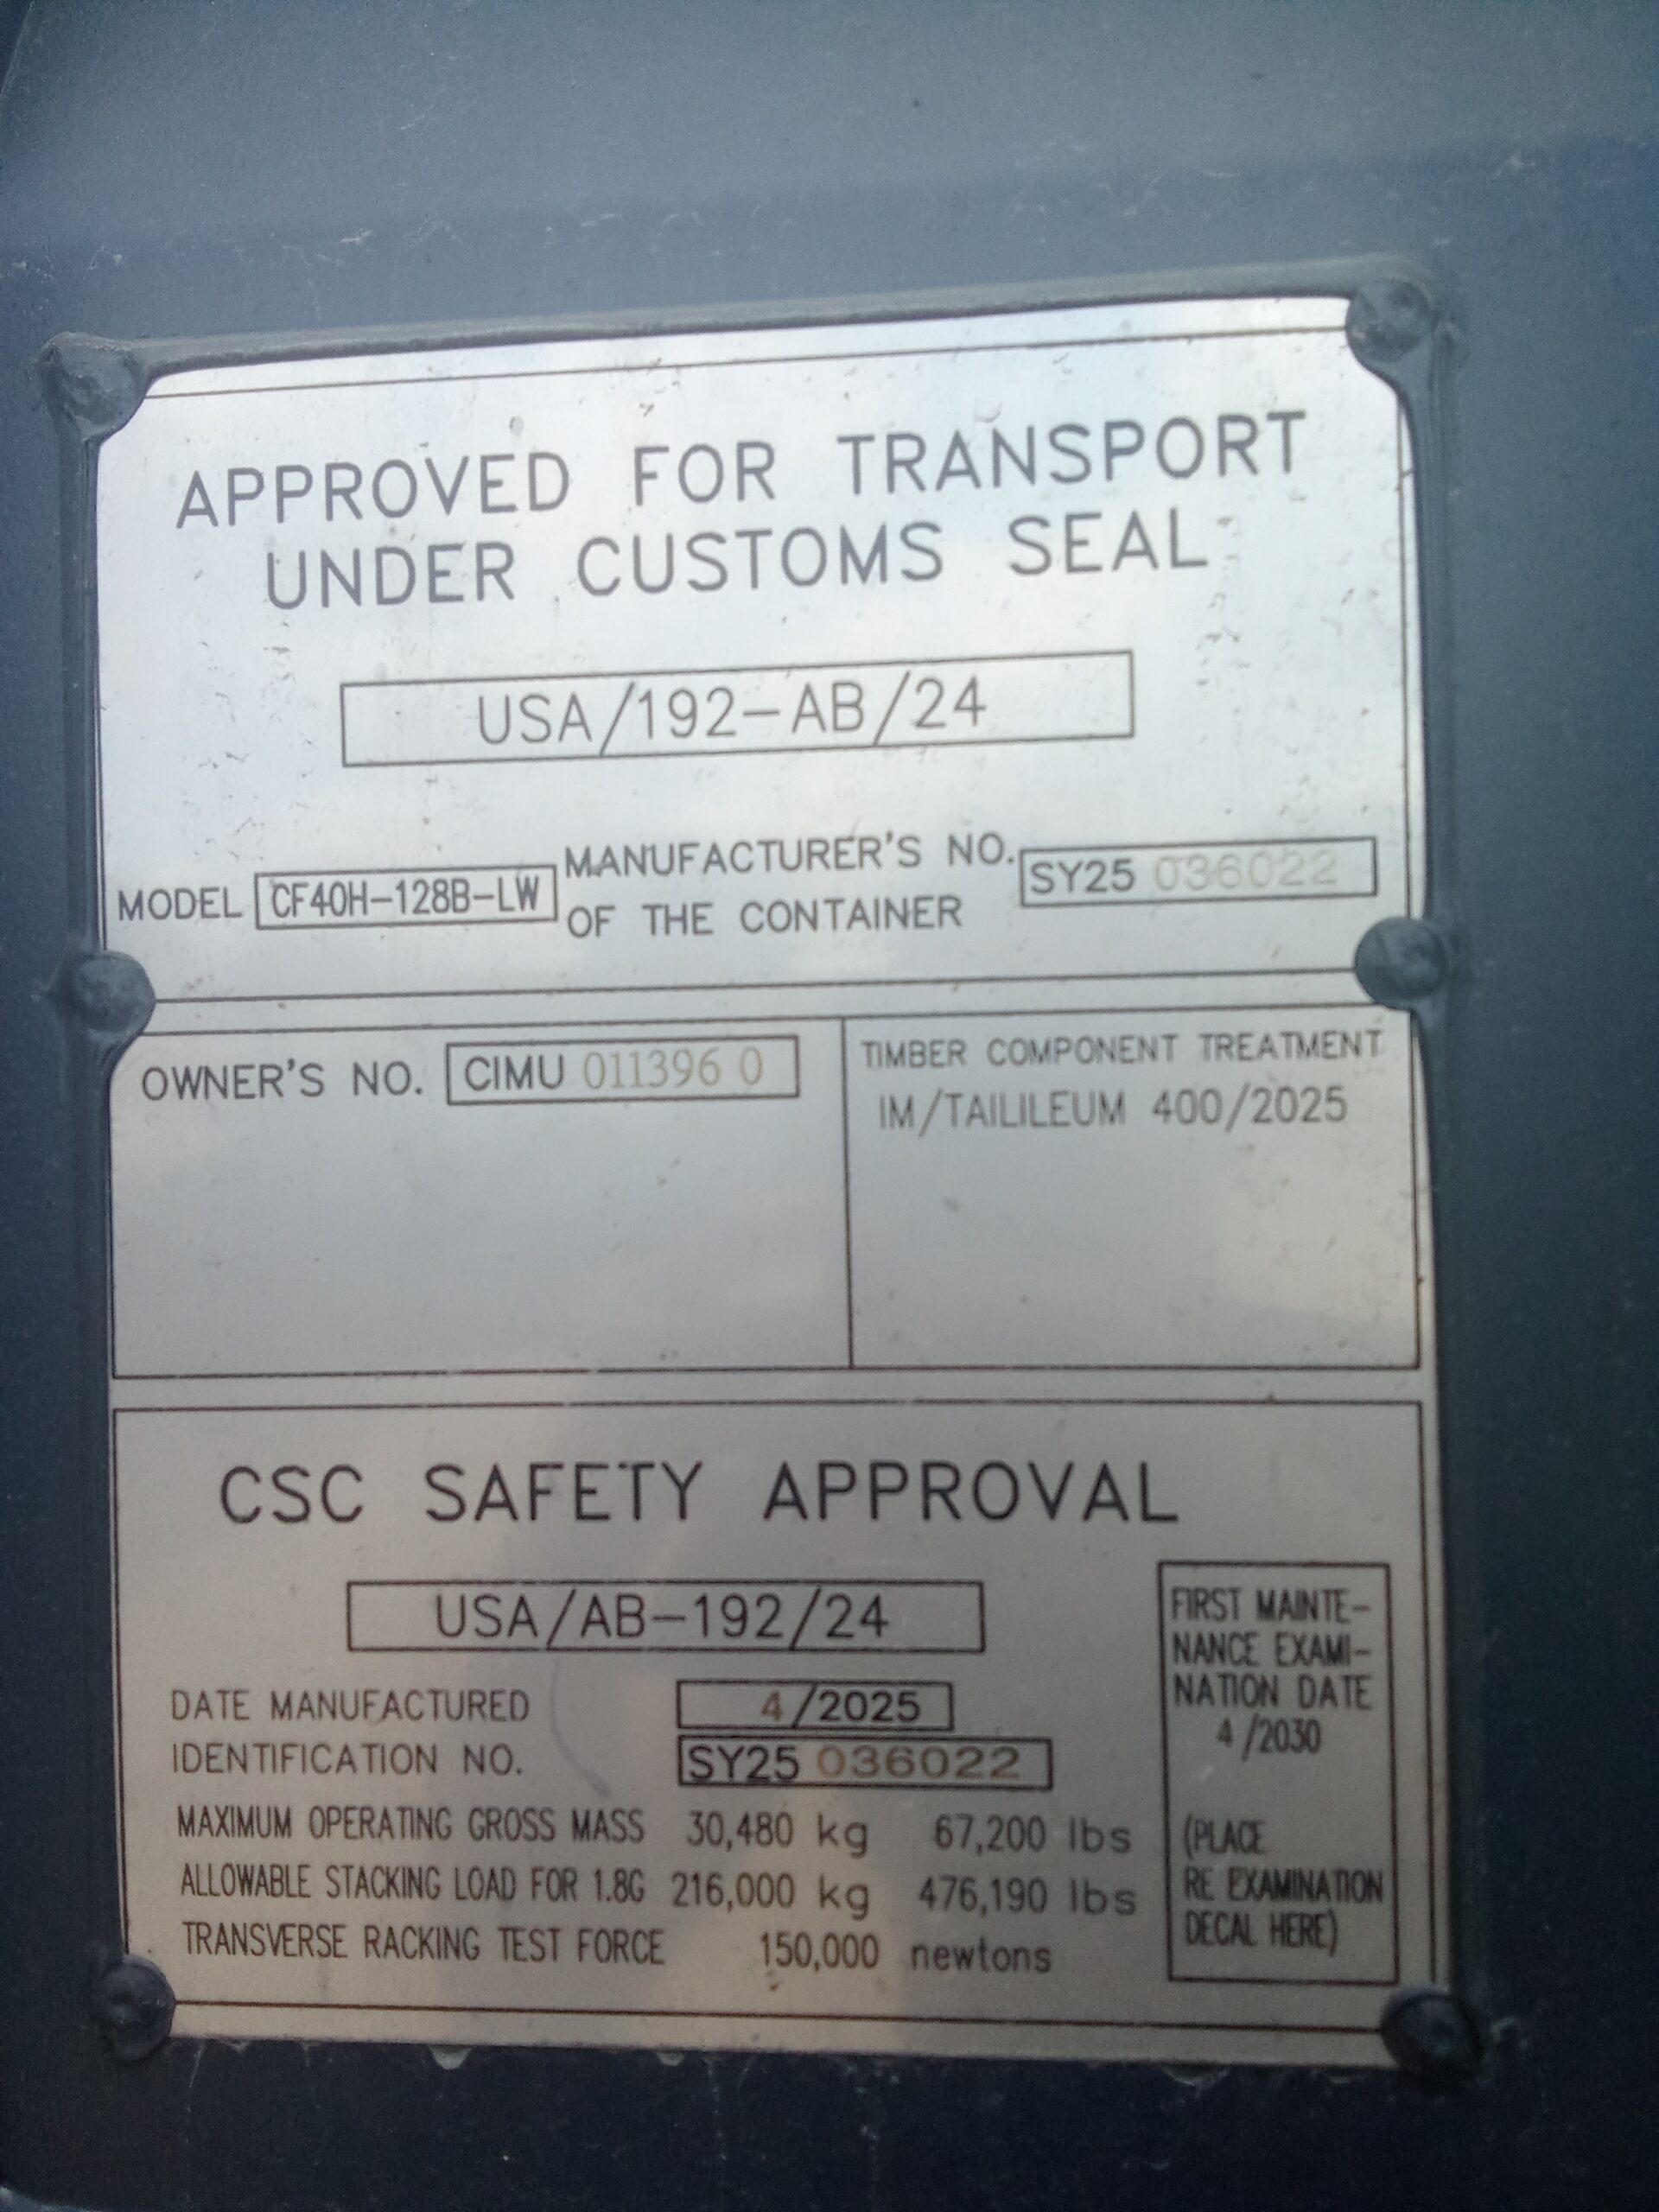 APPROVED FOR TRANSPORT
UNDER CUSTOMS SEAL
USA/192-AB/24
MODEL CF40H-128B-LW
MANUFACTURER'S NO.
OF THE CONTAINER
SY25 036022
OWNER'S NO. CIMU 011396 0
TIMBER COMPONENT TREATMENT
IM/TAILILEUM 400/2025
CSC SAFETY APPROVAL
USA/AB-192/24
DATE MANUFACTURED 4/2025
IDENTIFICATION NO. SY25 036022
MAXIMUM OPERATING GROSS MASS 30,480 kg 67,200 lbs
ALLOWABLE STACKING LOAD FOR 1.8G 216,000 kg 476,190 lbs
TRANSVERSE RACKING TEST FORCE 150,000 newtons
FIRST MAINTE-
NANCE EXAMI-
NATION DATE
4/2030
(PLACE
RE EXAMINATION
DECAL HERE)